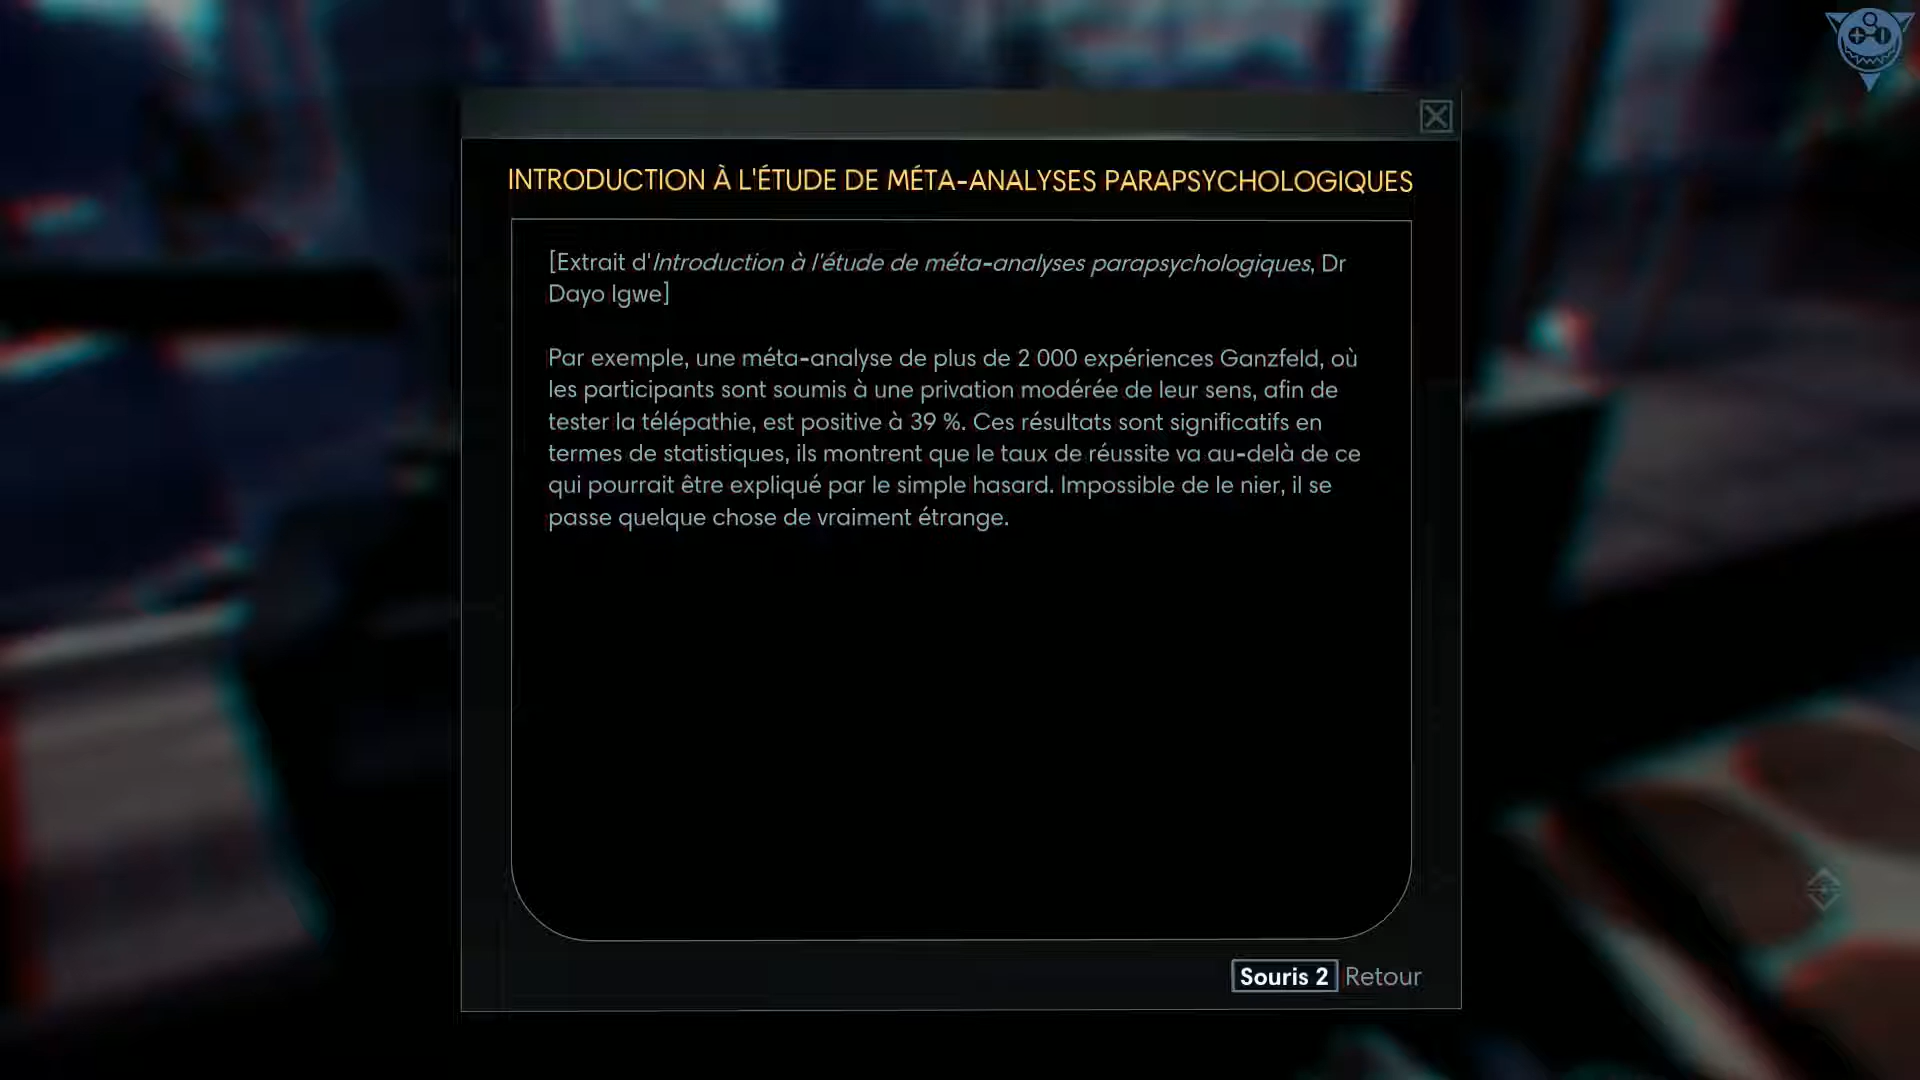 INTRODUCTION À L'ÉTUDE DE MÉTA-ANALYSES PARAPSYCHOLOGIQUES
[Extrait d'Introduction à l'étude de méta-analyses parapsychologiques, Dr
Dayo Igwe]
Par exemple, une méta-analyse de plus de 2 000 expériences Ganzfeld, où
les participants sont soumis à une privation modérée de leur sens, afin de
tester la télépathie, est positive à 39 %. Ces résultats sont significatifs en
termes de statistiques, ils montrent que le taux de réussite va au-delà de ce
qui pourrait être expliqué par le simple hasard. Impossible de le nier, il se
passe quelque chose de vraiment étrange.
Souris 2 Retour